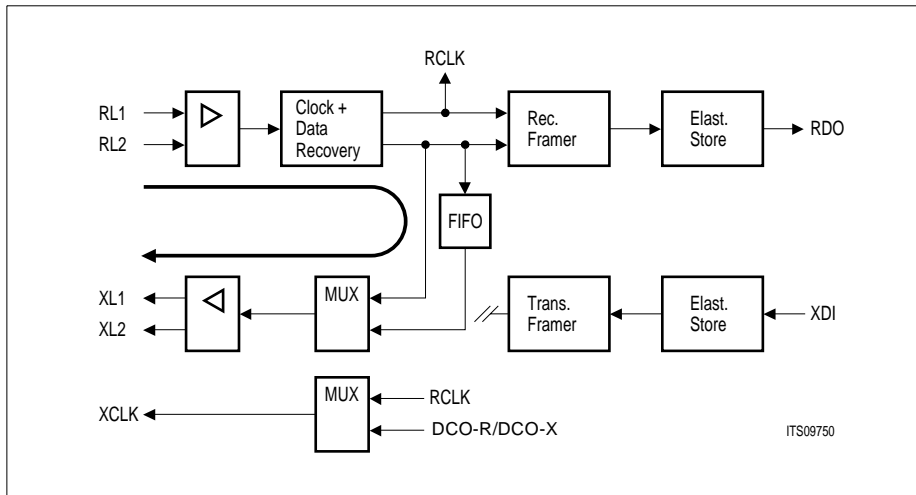 RCLK
RL1
RL2
Clock +
Data
Recovery
Rec.
Framer
Elast.
Store
RDO
FIFO
XL1
XL2
MUX
Trans.
Framer
Elast.
Store
XDI
XCLK
MUX
RCLK
DCO-R/DCO-X
ITS09750